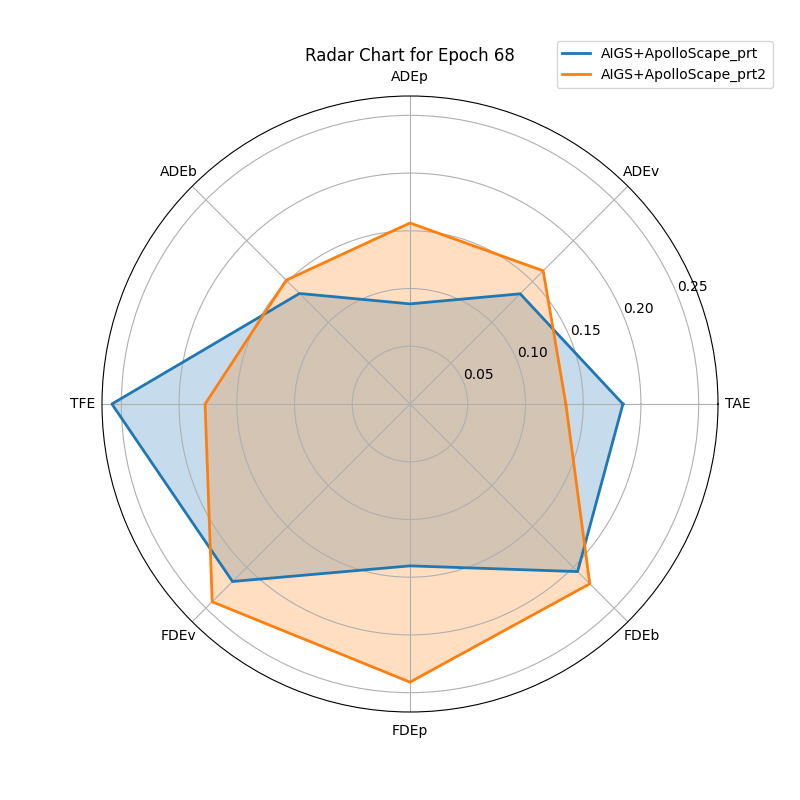 Radar Chart for Epoch 68
AIGS+ApolloScape_prt
AIGS+ApolloScape_prt2
ADEp
ADEb
ADEv
0.25
0.20
0.15
0.10
0.05
TFE
TAE
FDEv
FDEb
FDEp